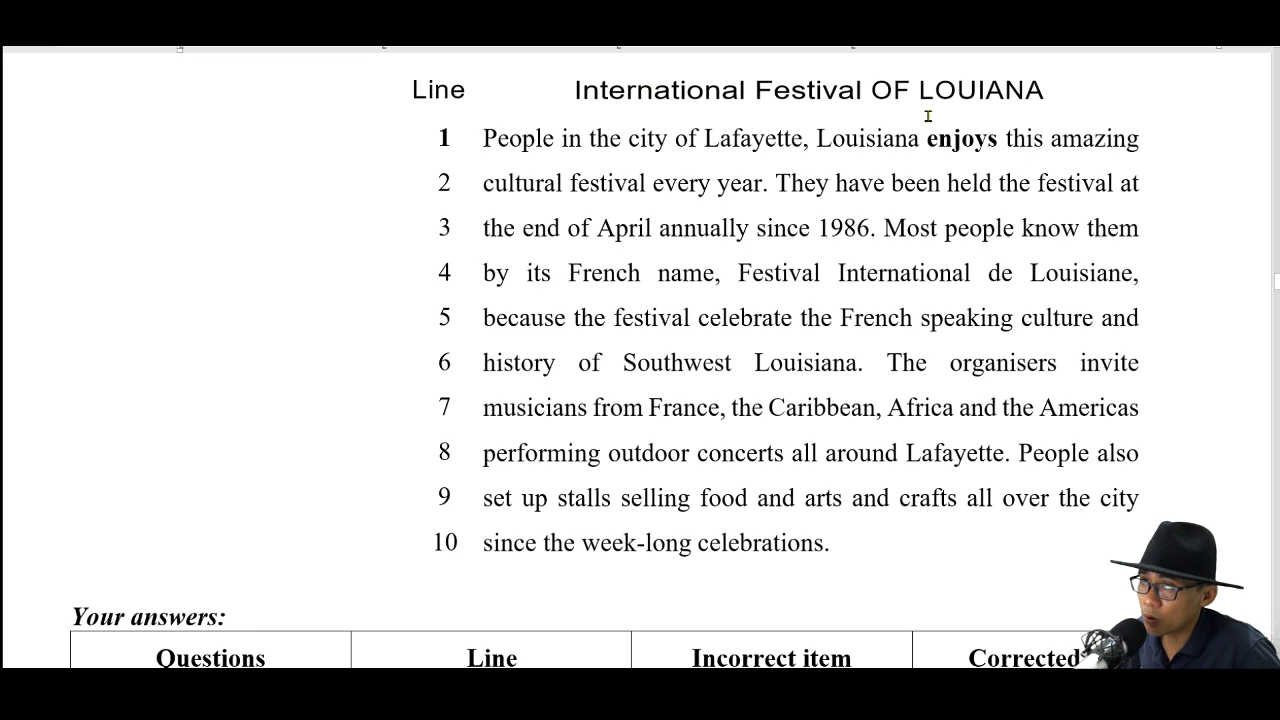 Line International Festival OF LOUIANA
1 People in the city of Lafayette, Louisiana enjoys this amazing
2 cultural festival every year. They have been held the festival at
3 the end of April annually since 1986. Most people know them
4 by its French name, Festival International de Louisiane,
5 because the festival celebrate the French speaking culture and
6 history of Southwest Louisiana. The organisers invite
7 musicians from France, the Caribbean, Africa and the Americas
8 performing outdoor concerts all around Lafayette. People also
9 set up stalls selling food and arts and crafts all over the city
10 since the week-long celebrations.
Your answers:
Questions Line Incorrect item Corrected